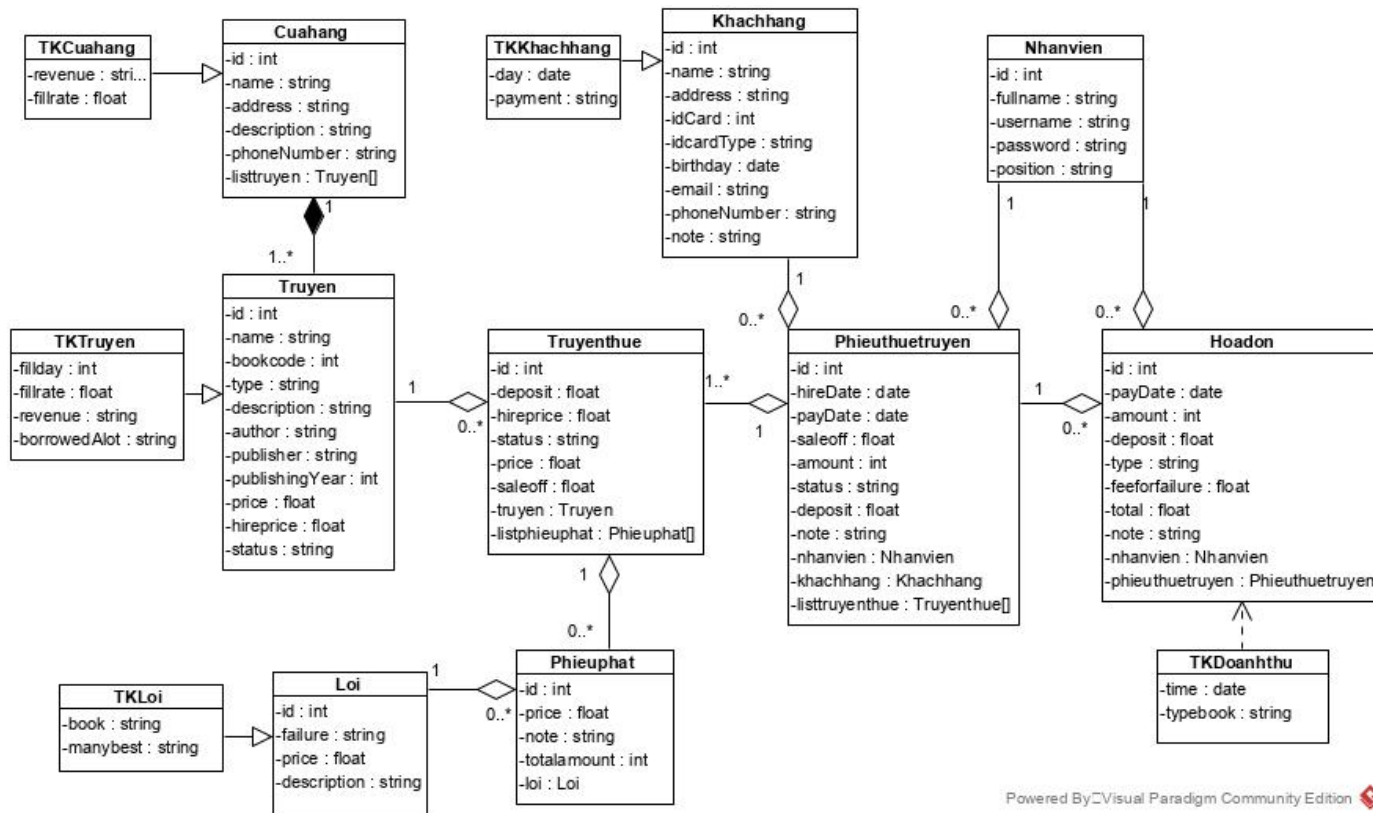 TKCuahang
-revenue : stri...
-fillrate : float
Cuahang
-id : int
-name : string
-address : string
-description : string
-phoneNumber : string
-listtruyen : Truyen[]
1
1..*
TKKhachhang
-day : date
-payment : string
Khachhang
-id : int
-name : string
-address : string
-idCard : int
-idcardType : string
-birthday : date
-email : string
-phoneNumber : string
-note : string
1
0..*
Nhanvien
-id : int
-fullname : string
-username : string
-password : string
-position : string
1
1
0..*
0..*
TKTruyen
-fillday : int
-fillrate : float
-revenue : string
-borrowedAlot : string
Truyen
-id : int
-name : string
-bookcode : int
-type : string
-description : string
-author : string
-publisher : string
-publishingYear : int
-price : float
-hireprice : float
-status : string
1
0..*
Truyenthue
-id : int
-deposit : float
-hireprice : float
-status : string
-price : float
-saleoff : float
-truyen : Truyen
-listphieuphat : Phieuphat[]
1..*
1
Phieuthuetruyen
-id : int
-hireDate : date
-payDate : date
-saleoff : float
-amount : int
-status : string
-deposit : float
-note : string
-nhanvien : Nhanvien
-khachhang : Khachhang
-listtruyenthue : Truyenthue[]
1
0..*
Hoadon
-id : int
-payDate : date
-amount : int
-deposit : float
-type : string
-feeforfailure : float
-total : float
-note : string
-nhanvien : Nhanvien
-phieuthuetruyen : Phieuthuetruyen
1
0..*
TKLoi
-book : string
-manybest : string
Loi
-id : int
-failure : string
-price : float
-description : string
1
0..*
Phieuphat
-id : int
-price : float
-note : string
-totalamount : int
-loi : Loi
TKDoanhthu
-time : date
-typebook : string
Powered By Visual Paradigm Community Edition